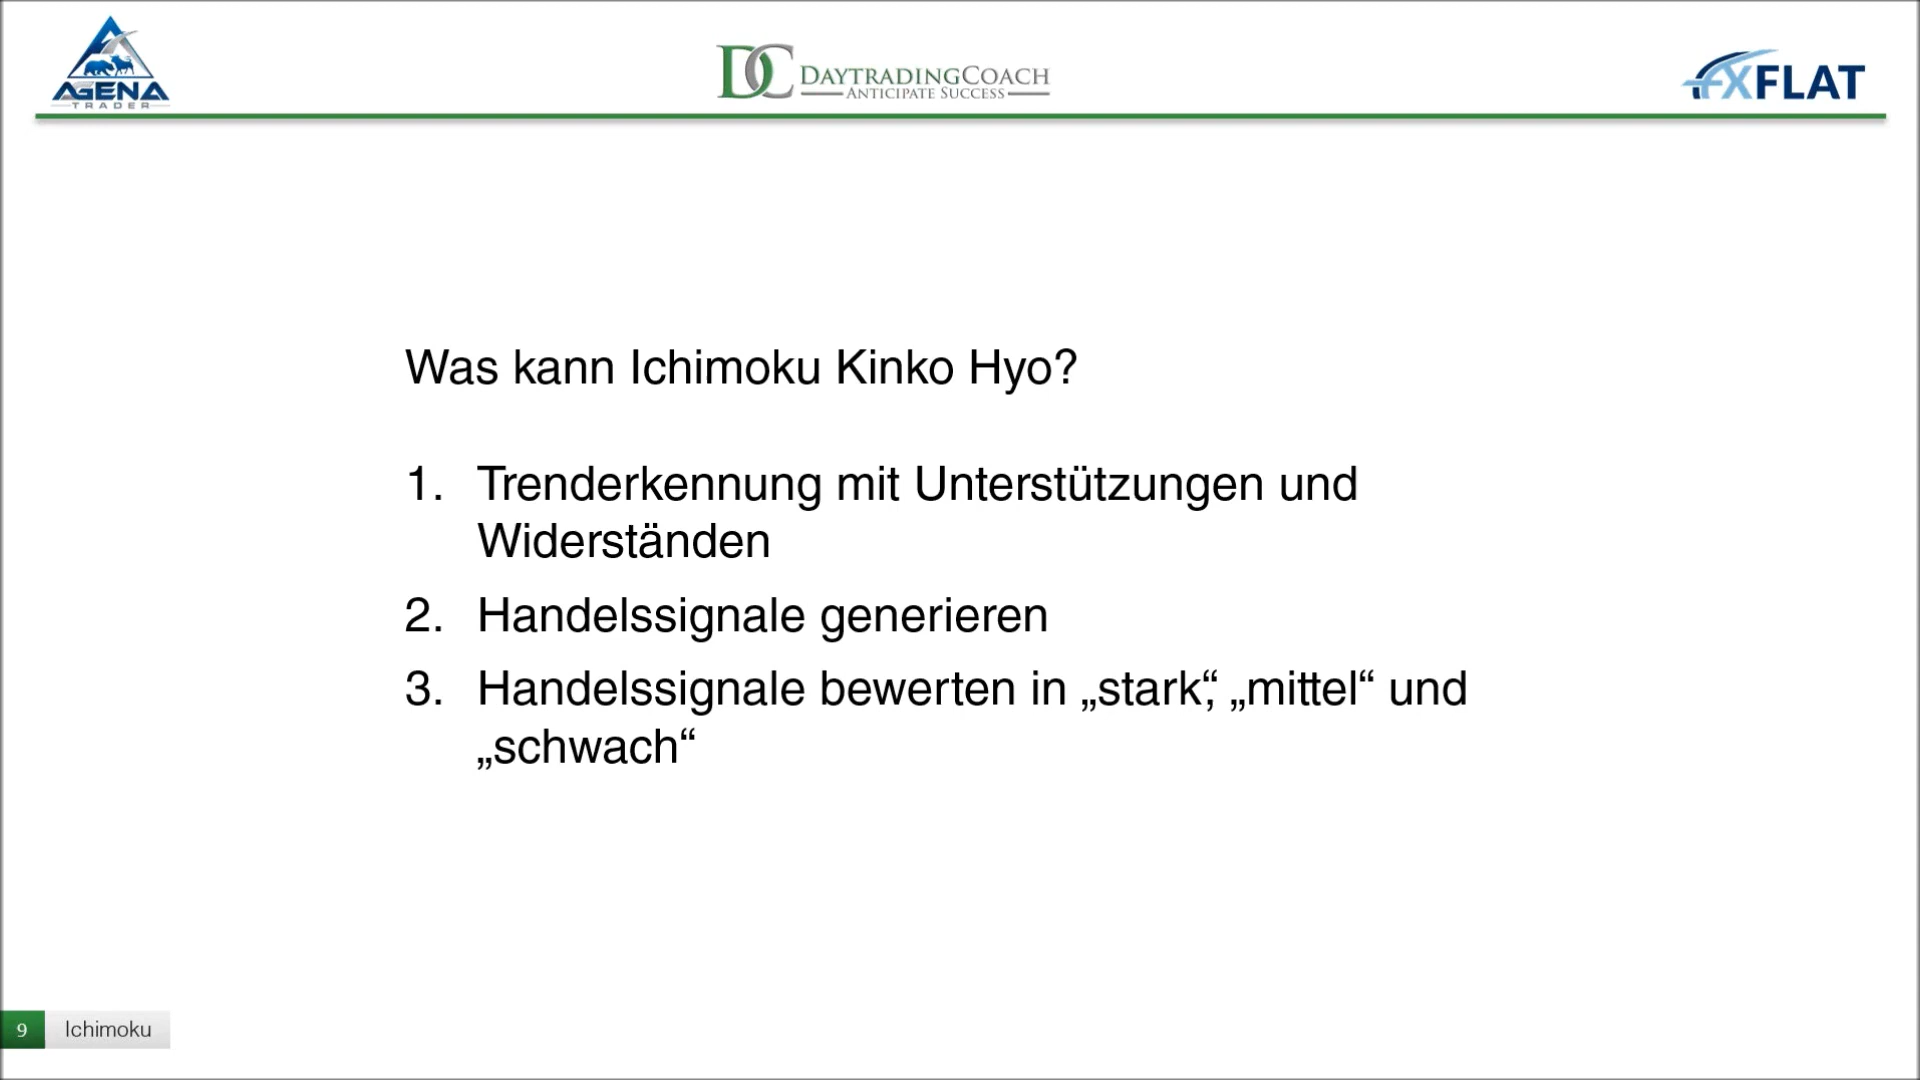 AGENA
TRADER
DC DAYTRADINGCOACH
ANTICIPATE SUCCESS
FXFLAT
Was kann Ichimoku Kinko Hyo?
1. Trenderkennung mit Unterstützungen und
Widerständen
2. Handelssignale generieren
3. Handelssignale bewerten in „stark“, „mittel“ und
„schwach“
9 Ichimoku